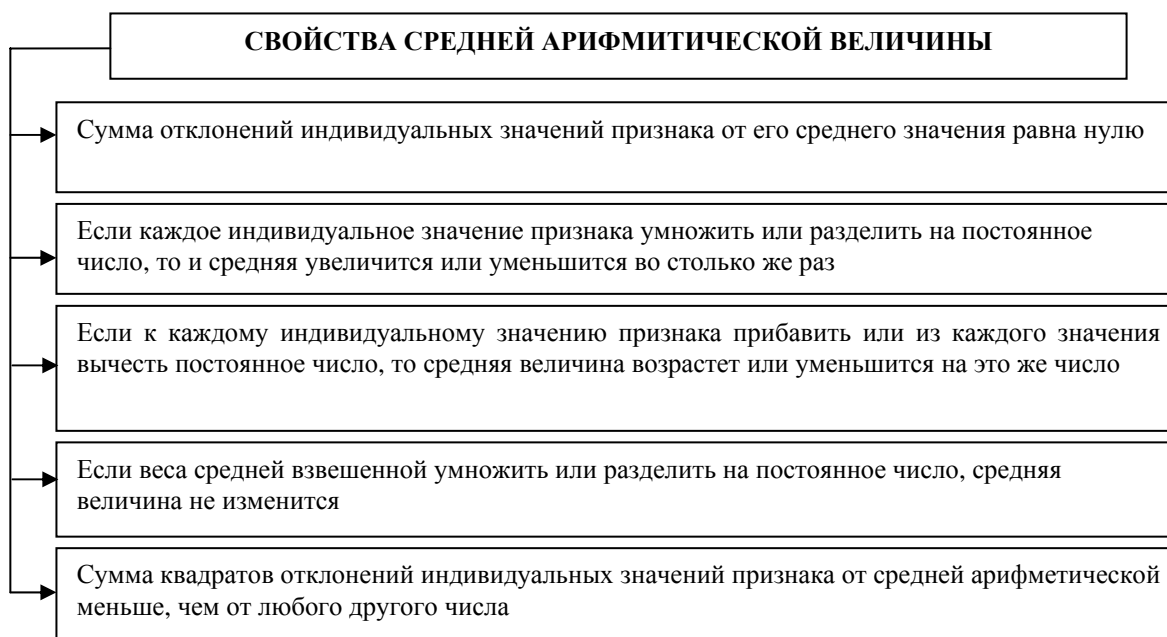 СВОЙСТВА СРЕДНЕЙ АРИФМИТИЧЕСКОЙ ВЕЛИЧИНЫ
Сумма отклонений индивидуальных значений признака от его среднего значения равна нулю
Если каждое индивидуальное значение признака умножить или разделить на постоянное
число, то и средняя увеличится или уменьшится во столько же раз
Если к каждому индивидуальному значению признака прибавить или из каждого значения
вычесть постоянное число, то средняя величина возрастет или уменьшится на это же число
Если веса средней взвешенной умножить или разделить на постоянное число, средняя
величина не изменится
Сумма квадратов отклонений индивидуальных значений признака от средней арифметической
меньше, чем от любого другого числа